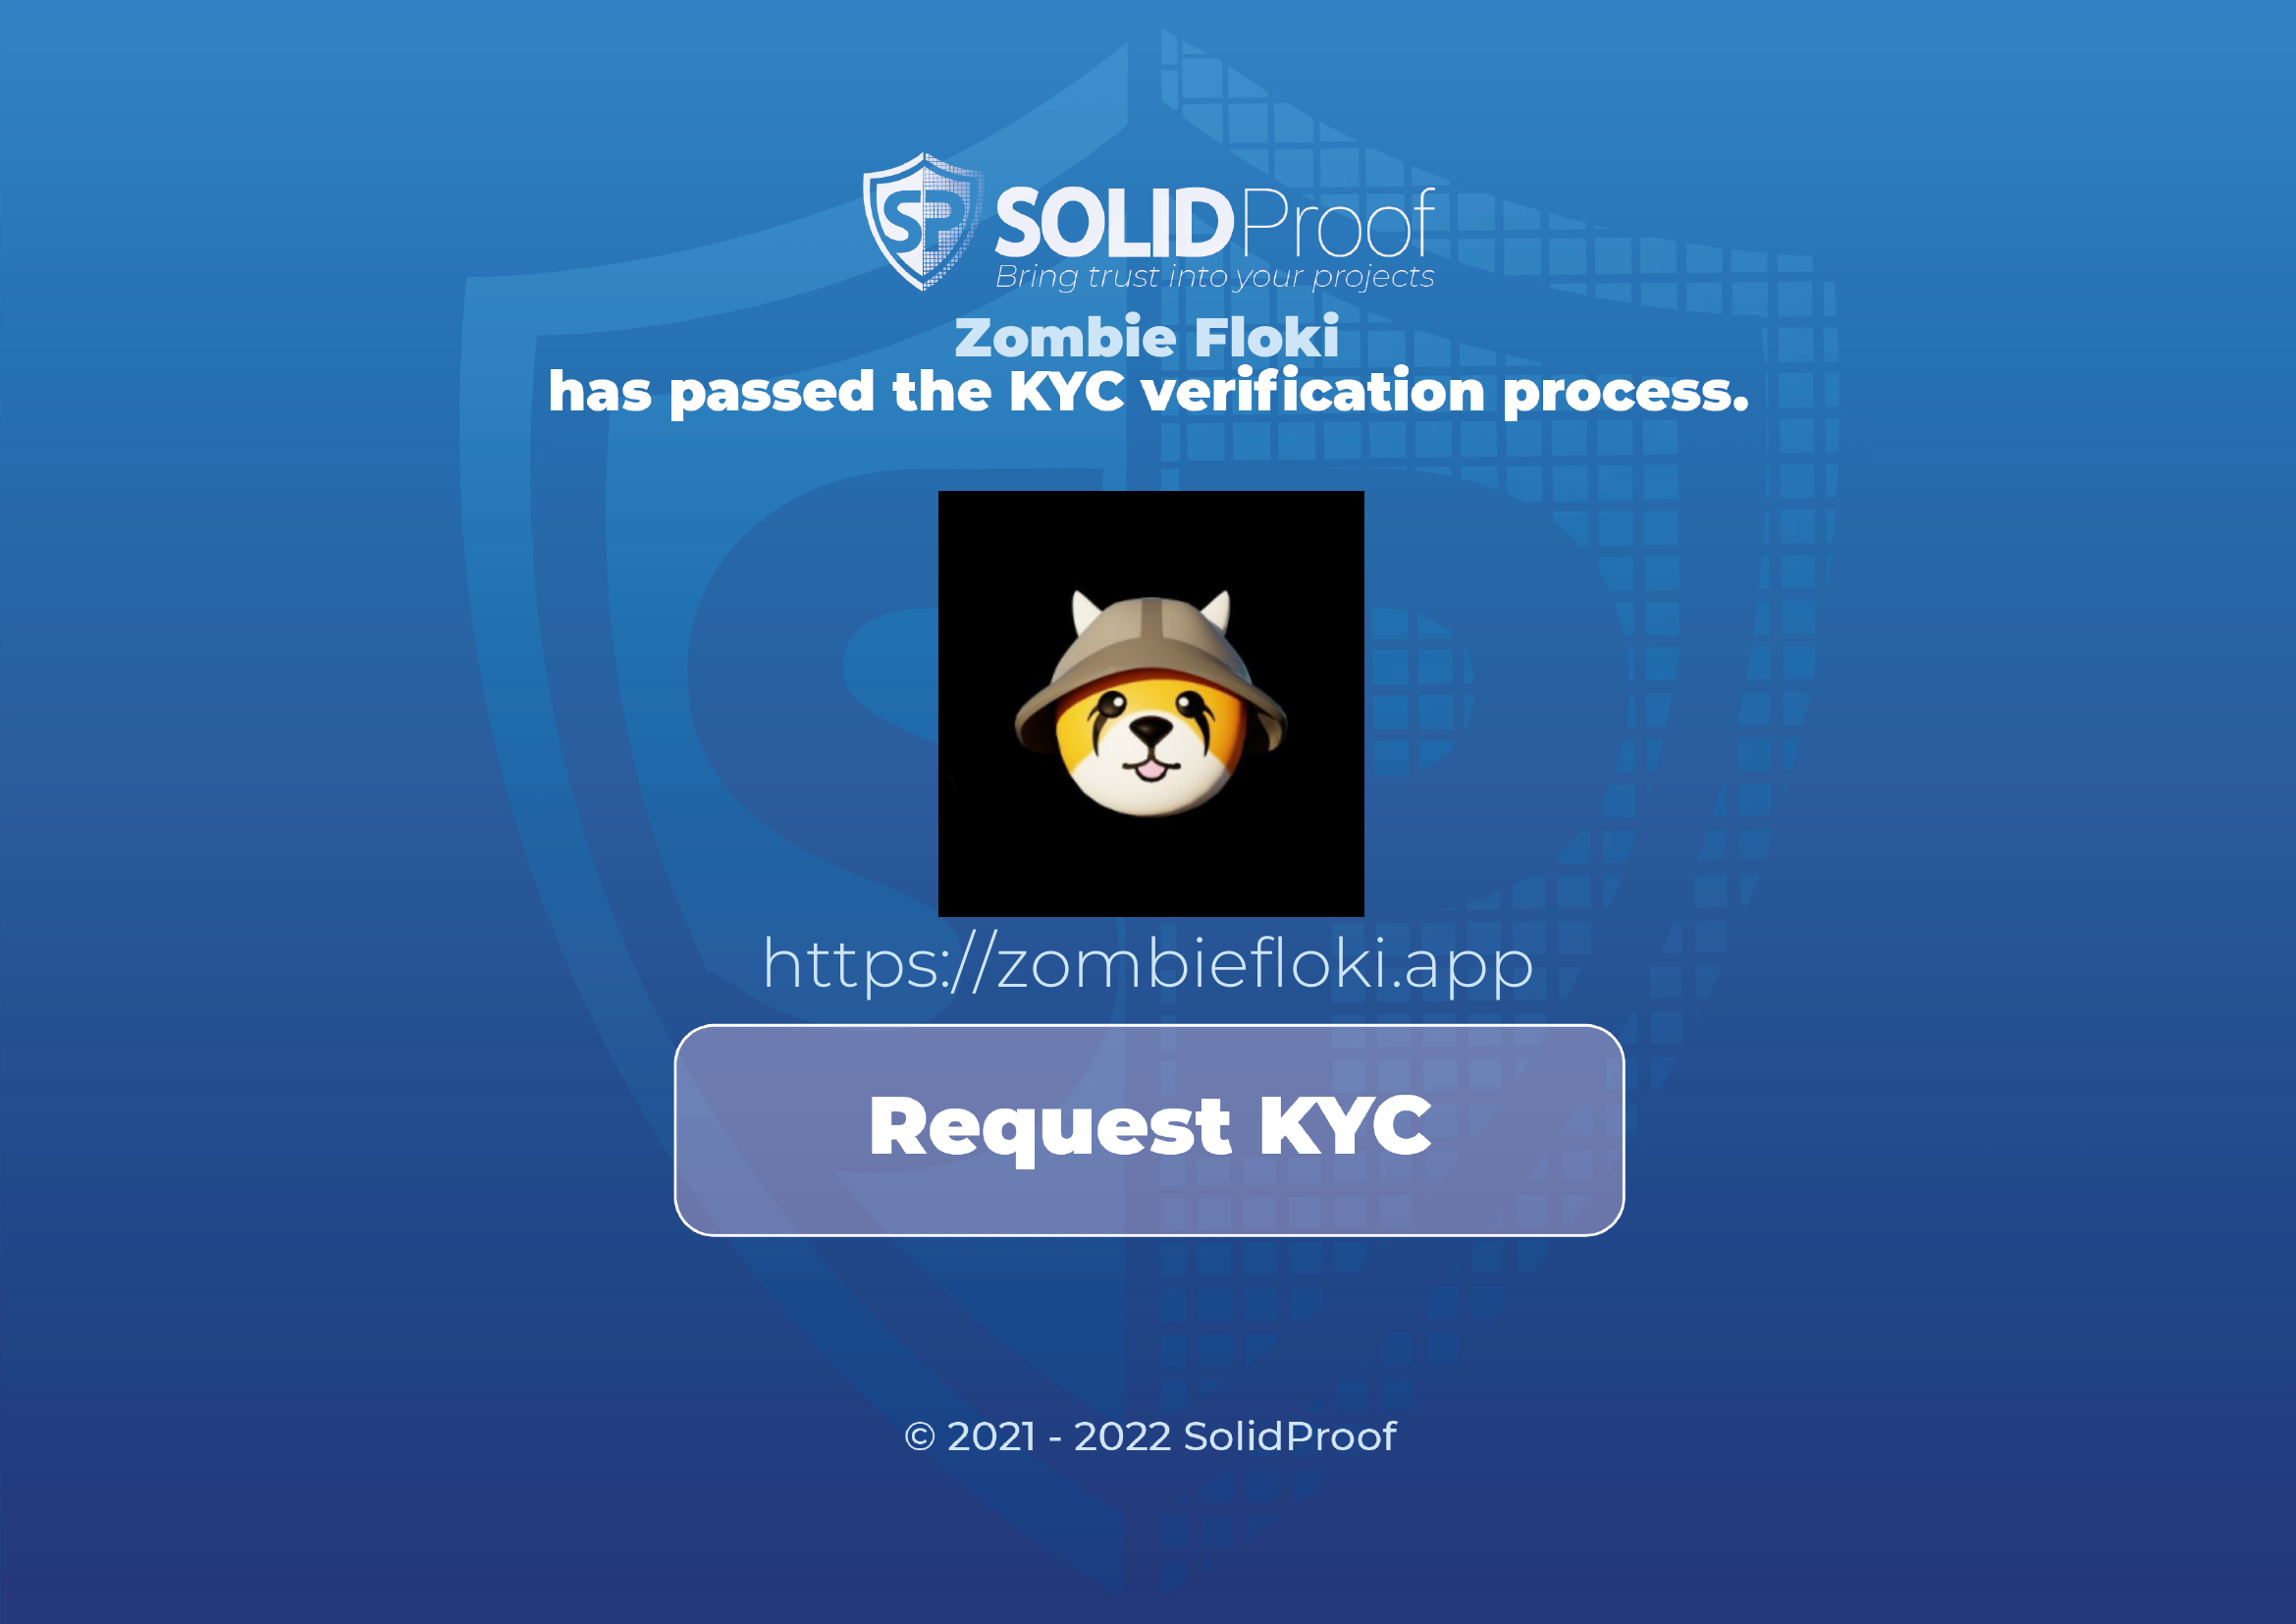 SP SOLIDProof
Bring trust into your projects
Zombie Floki
has passed the KYC verification process.
https://zombiefloki.app
Request KYC
© 2021 - 2022 SolidProof